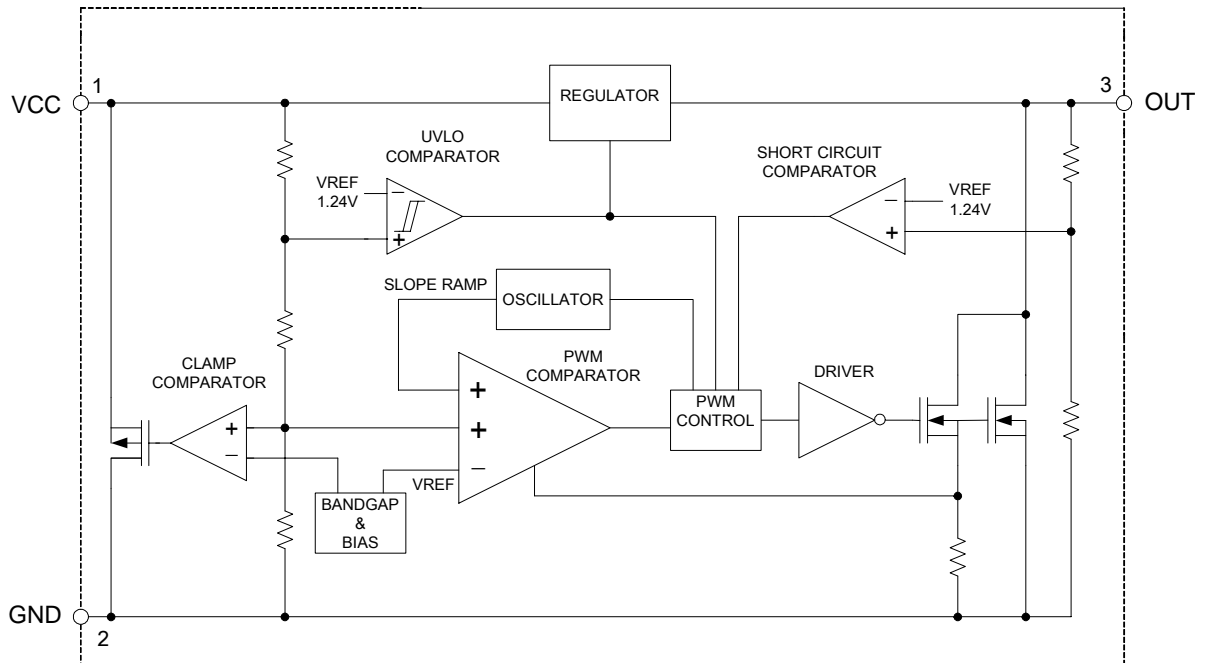 1
VCC
REGULATOR
3
OUT
UVLO
COMPARATOR
VREF
1.24V
−
+
SHORT CIRCUIT
COMPARATOR
−
+
VREF
1.24V
SLOPE RAMP
OSCILLATOR
CLAMP
COMPARATOR
+
−
PWM
COMPARATOR
+
+
−
VREF
BANDGAP
&
BIAS
PWM
CONTROL
DRIVER
GND
2